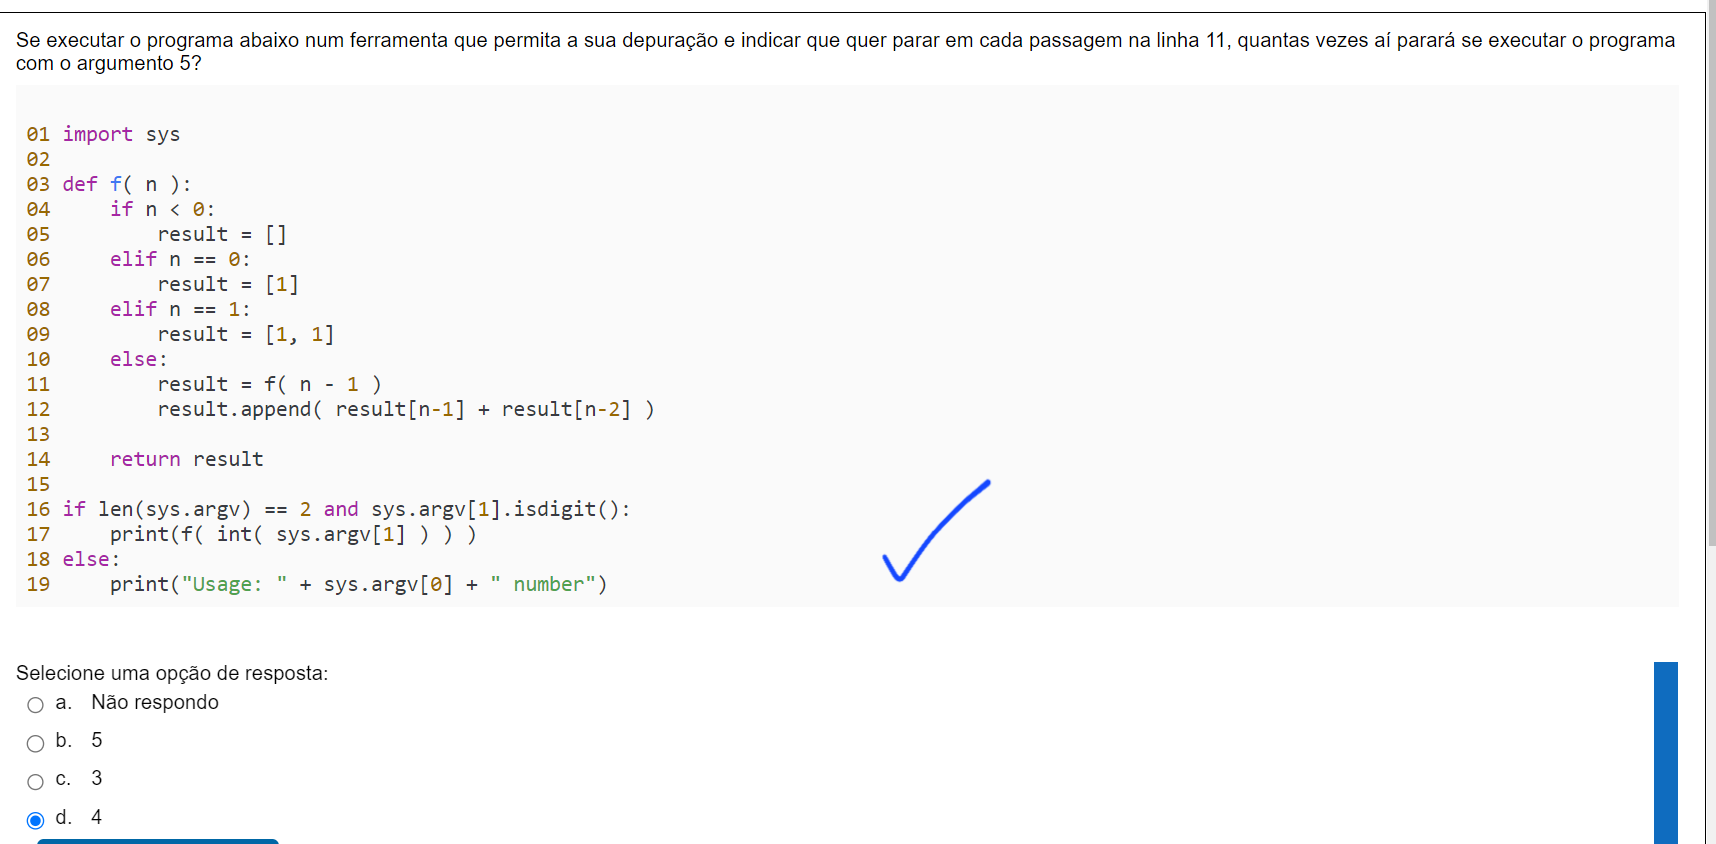 Se executar o programa abaixo num ferramenta que permita a sua depuração e indicar que quer parar em cada passagem na linha 11, quantas vezes aí parará se executar o programa
com o argumento 5?
01 import sys
02
03 def f( n ):
04     if n < 0:
05         result = []
06     elif n == 0:
07         result = [1]
08     elif n == 1:
09         result = [1, 1]
10     else:
11         result = f( n - 1 )
12         result.append( result[n-1] + result[n-2] )
13
14     return result
15
16 if len(sys.argv) == 2 and sys.argv[1].isdigit():
17     print(f( int( sys.argv[1] ) ) )
18 else:
19     print("Usage: " + sys.argv[0] + " number")
Selecione uma opção de resposta:
a. Não respondo
b. 5
c. 3
d. 4